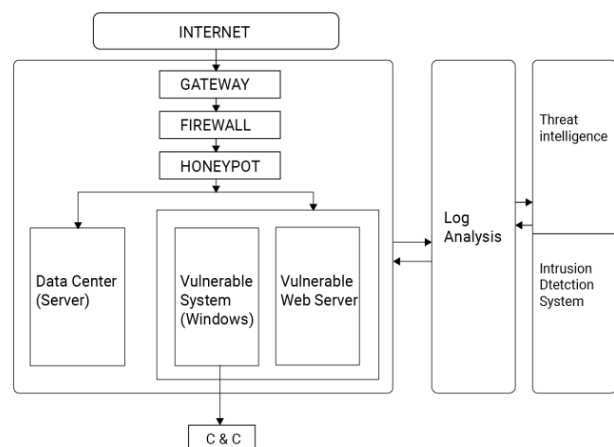 INTERNET
GATEWAY
FIREWALL
HONEYPOT
Data Center
(Server)
Vulnerable
System
(Windows)
Vulnerable
Web Server
C & C
Log
Analysis
Threat
intelligence
Intrusion
Dtetction
System